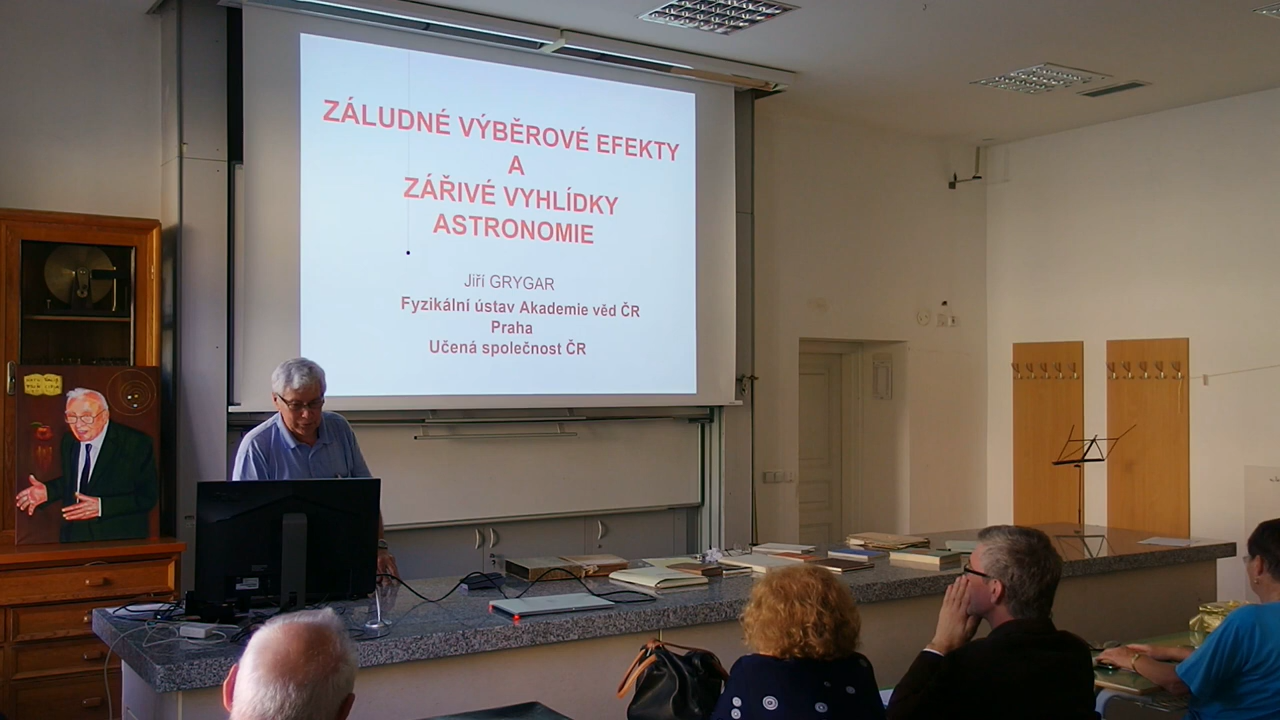 ZÁLUDNÉ VÝBĚROVÉ EFEKTY
A
ZÁŘIVÉ VYHLÍDKY
ASTRONOMIE
Jiří GRYGAR
Fyzikální ústav Akademie věd ČR
Praha
Učená společnost ČR